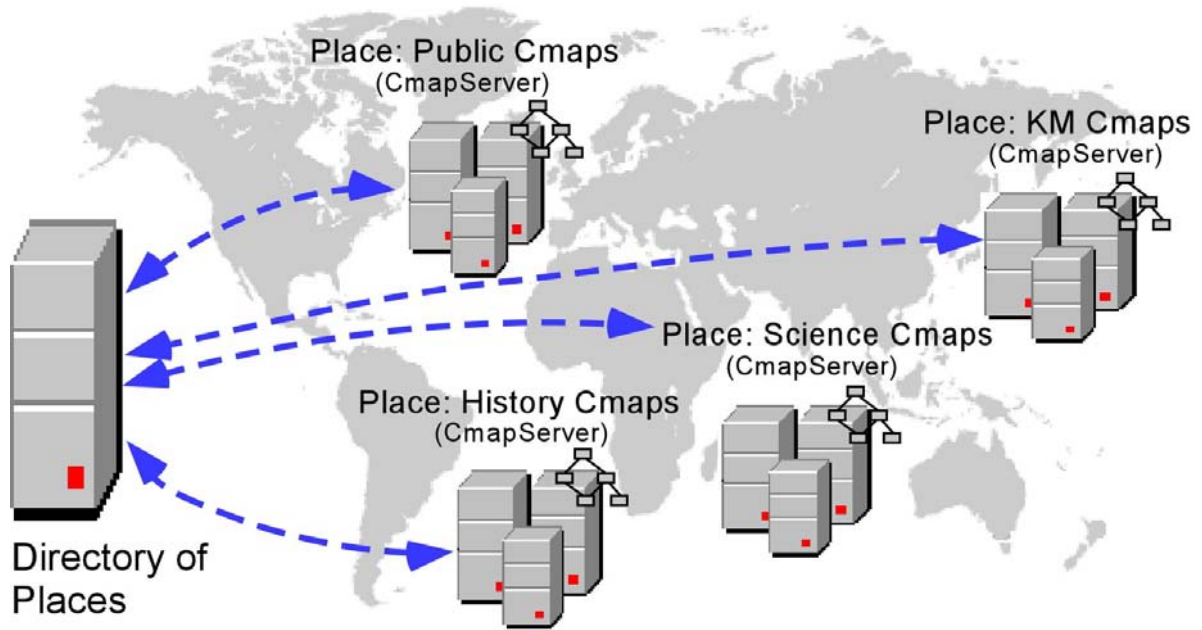 Place: Public Cmaps
(CmapServer)
Place: KM Cmaps
(CmapServer)
Place: Science Cmaps
(CmapServer)
Place: History Cmaps
(CmapServer)
Directory of
Places